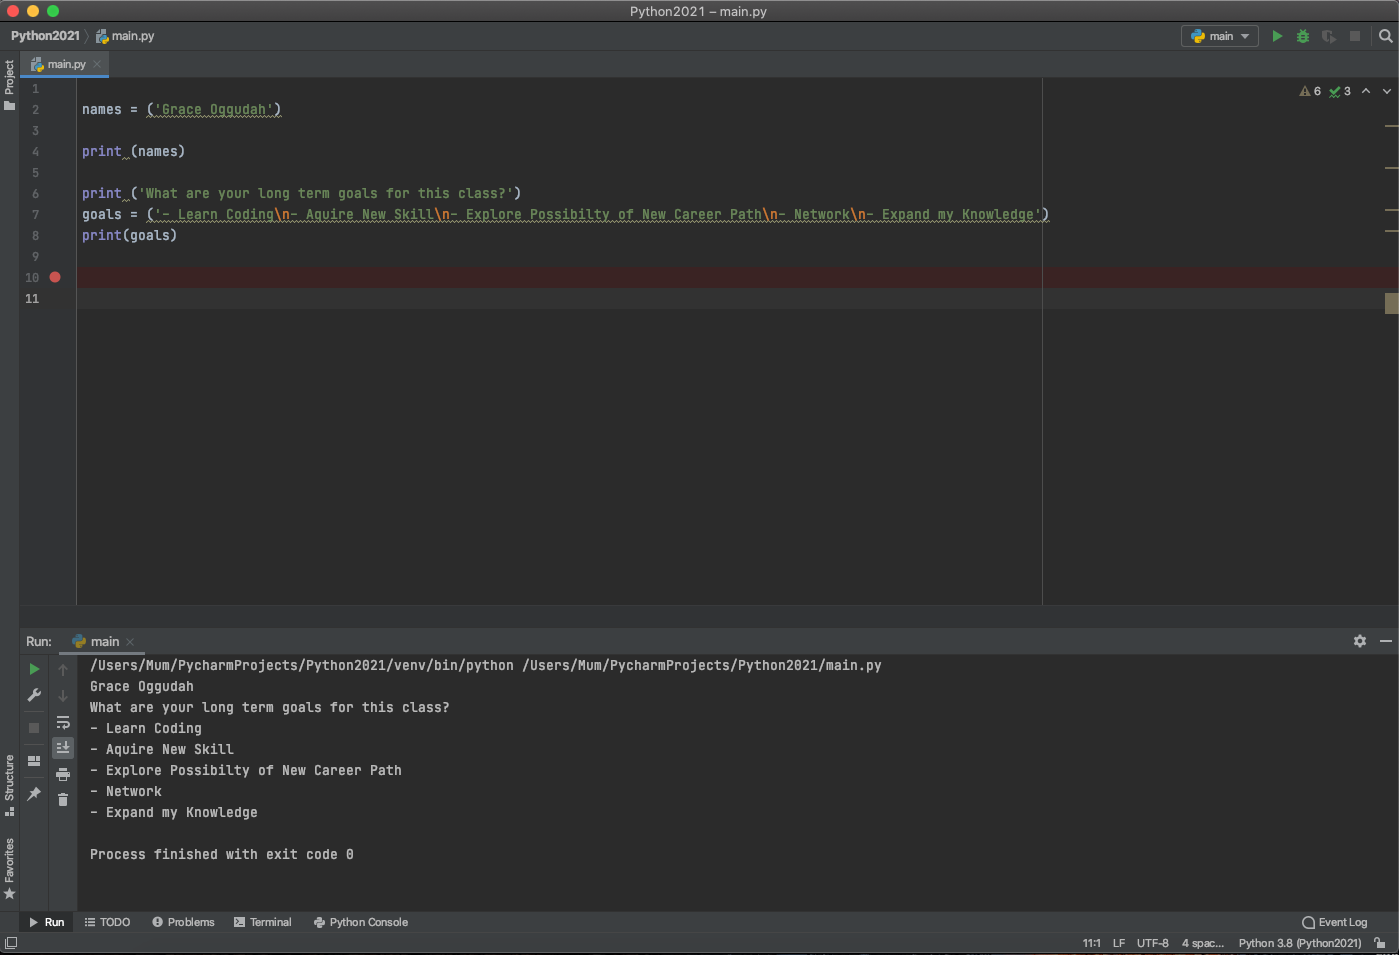 Python2021 – main.py
Python2021 main.py
main
Project
main.py
6 3
1
2 names = ('Grace Oggudah')
3
4 print (names)
5
6 print ('What are your long term goals for this class?')
7 goals = ('- Learn Coding\n- Aquire New Skill\n- Explore Possibilty of New Career Path\n- Network\n- Expand my Knowledge')
8 print(goals)
9
10
11
Run: main
/Users/Mum/PycharmProjects/Python2021/venv/bin/python /Users/Mum/PycharmProjects/Python2021/main.py
Grace Oggudah
What are your long term goals for this class?
- Learn Coding
- Aquire New Skill
- Explore Possibilty of New Career Path
- Network
- Expand my Knowledge
Process finished with exit code 0
Structure
Favorites
Run TODO Problems Terminal Python Console Event Log
11:1 LF UTF-8 4 spac... Python 3.8 (Python2021)